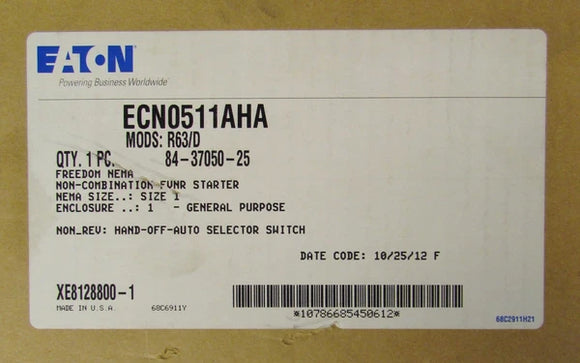 EATON
Powering Business Worldwide
ECN0511AHA
MODS: R63/D
QTY. 1 PC. 84-37050-25
FREEDOM NEMA
NON-COMBINATION FVNR STARTER
NEMA SIZE..: SIZE 1
ENCLOSURE ..: 1 - GENERAL PURPOSE
NON_REV: HAND-OFF-AUTO SELECTOR SWITCH
DATE CODE: 10/25/12 F
XE8128800-1
MADE IN U.S.A. 68C6911Y
*10786685450612*
68C2911H21